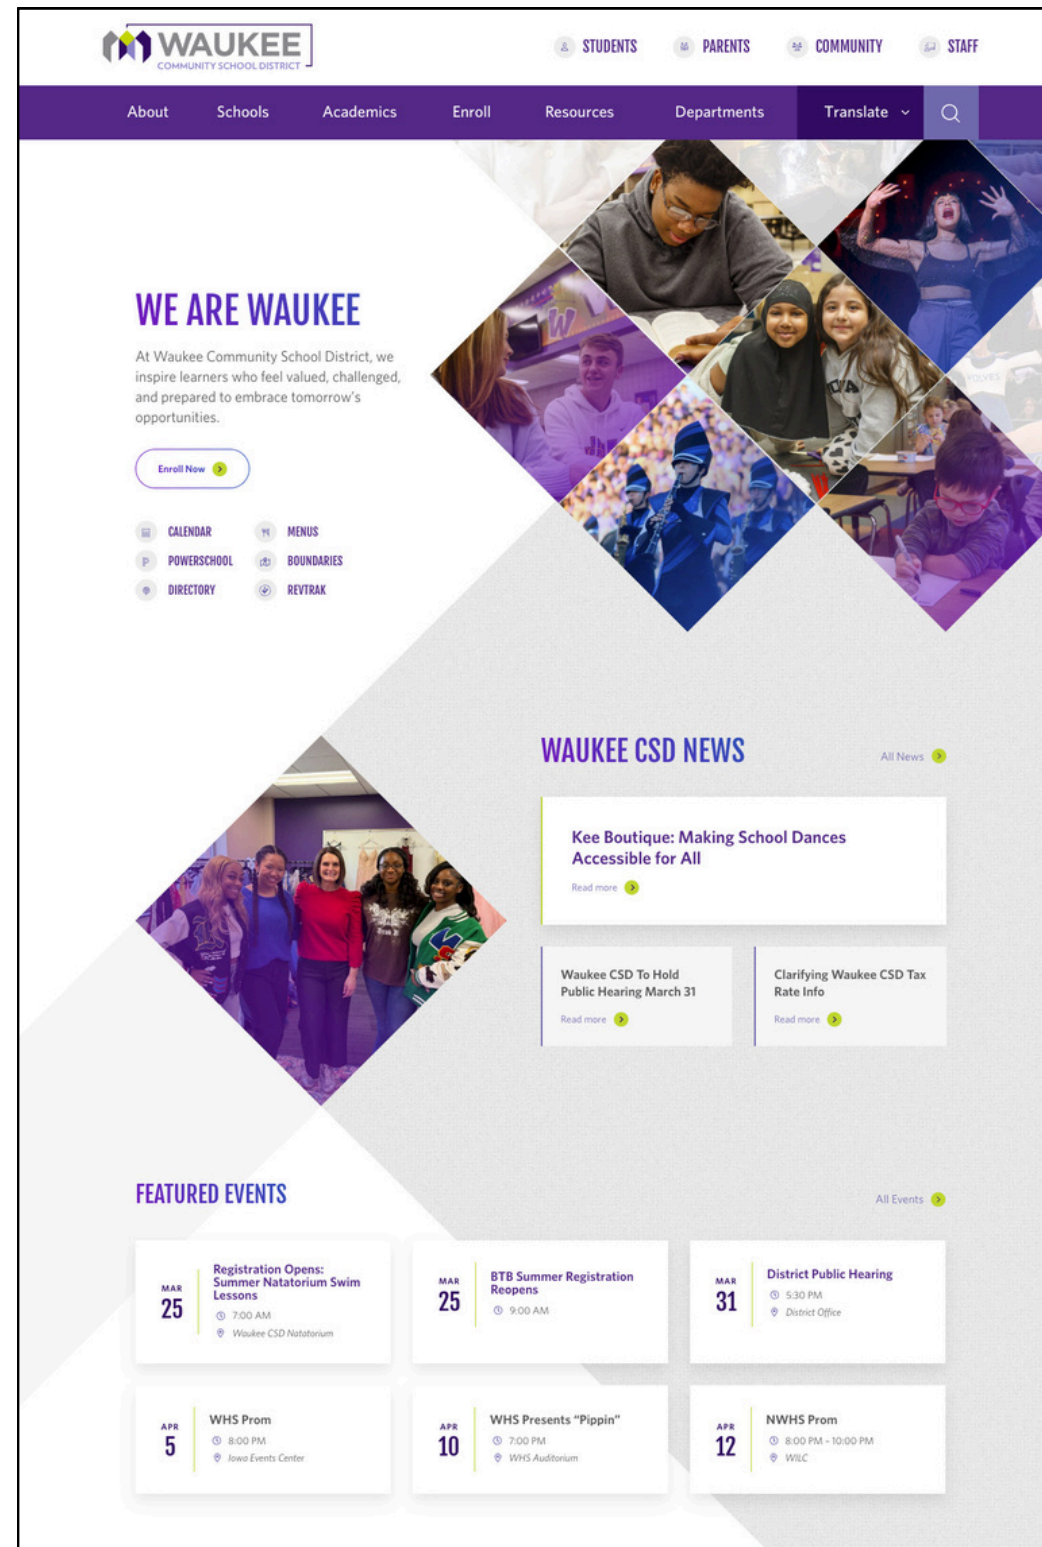 WAUKEE
COMMUNITY SCHOOL DISTRICT
STUDENTS
PARENTS
COMMUNITY
STAFF
About
Schools
Academics
Enroll
Resources
Departments
Translate
WE ARE WAUKEE
At Waukee Community School District, we
inspire learners who feel valued, challenged,
and prepared to embrace tomorrow's
opportunities.
Enroll Now
CALENDAR
MENUS
POWERSCHOOL
BOUNDARIES
DIRECTORY
REVTRAK
W
WAUKEE CSD NEWS
All News
Kee Boutique: Making School Dances
Accessible for All
Read more
Waukee CSD To Hold
Public Hearing March 31
Read more
Clarifying Waukee CSD Tax
Rate Info
Read more
FEATURED EVENTS
All Events
MAR
25
Registration Opens:
Summer Natatorium Swim
Lessons
7:00 AM
Waukee CSD Natatorium
MAR
25
BTB Summer Registration
Reopens
9:00 AM
MAR
31
District Public Hearing
5:30 PM
District Office
APR
5
WHS Prom
8:00 PM
Iowa Events Center
APR
10
WHS Presents “Pippin”
7:00 PM
WHS Auditorium
APR
12
NWHS Prom
8:00 PM - 10:00 PM
WILC